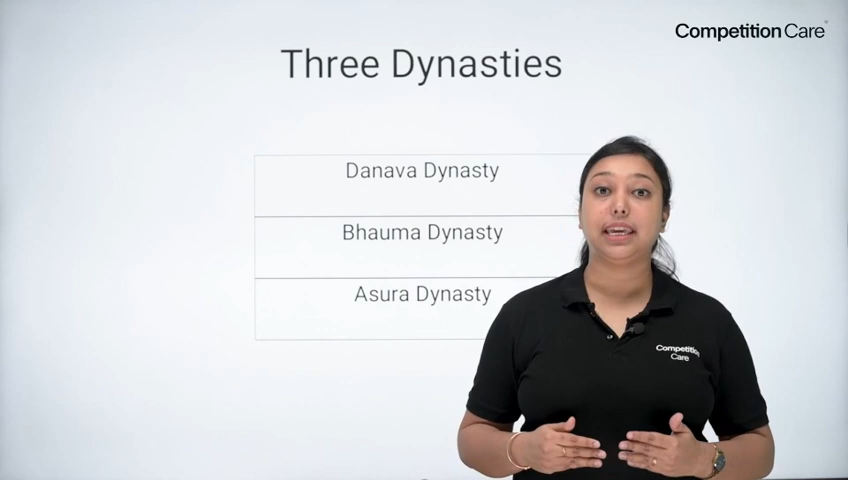 Competition Care
Three Dynasties
Danava Dynasty
Bhauma Dynasty
Asura Dynasty
Competition
Care